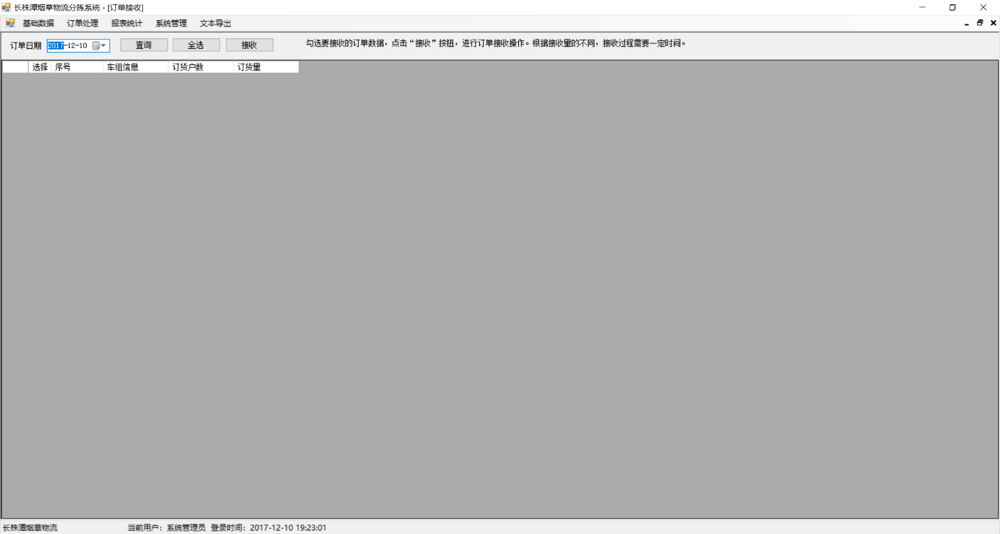 长株潭烟草物流分拣系统 - [订单接收]
基础数据 订单处理 报表统计 系统管理 文本导出
订单日期 2017-12-10 查询 全选 接收 勾选要接收的订单数据，点击“接收”按钮，进行订单接收操作。根据接收量的不同，接收过程需要一定时间。
选择 序号 车组信息 订货户数 订货量
长株潭烟草物流 当前用户：系统管理员 登录时间：2017-12-10 19:23:01